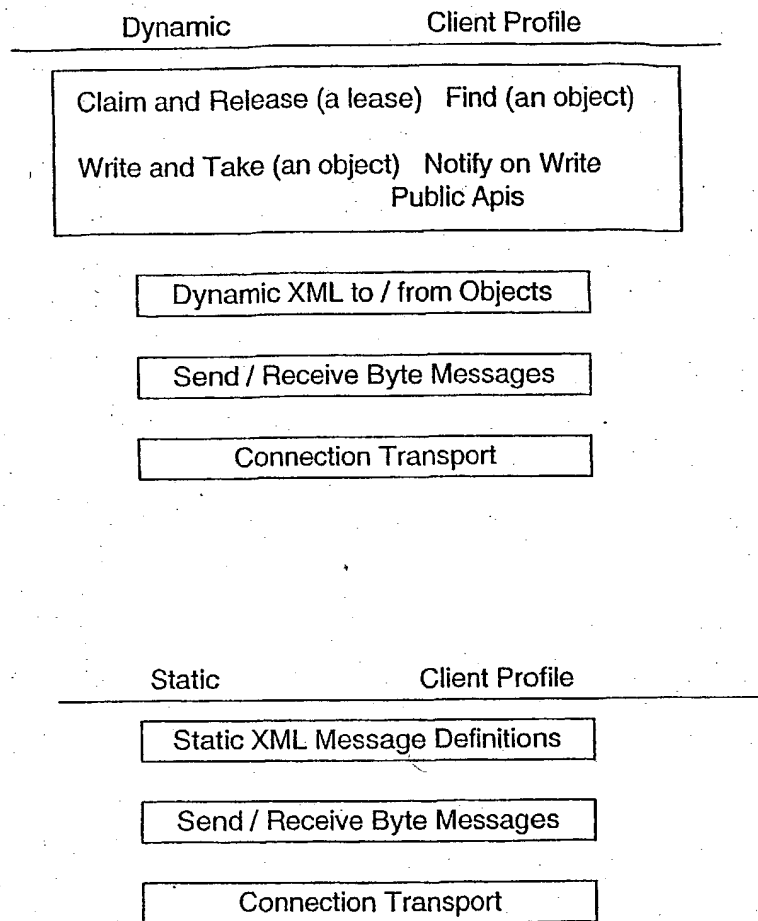 Dynamic Client Profile
Claim and Release (a lease) Find (an object)
Write and Take (an object) Notify on Write
Public Apis
Dynamic XML to / from Objects
Send / Receive Byte Messages
Connection Transport
Static Client Profile
Static XML Message Definitions
Send / Receive Byte Messages
Connection Transport